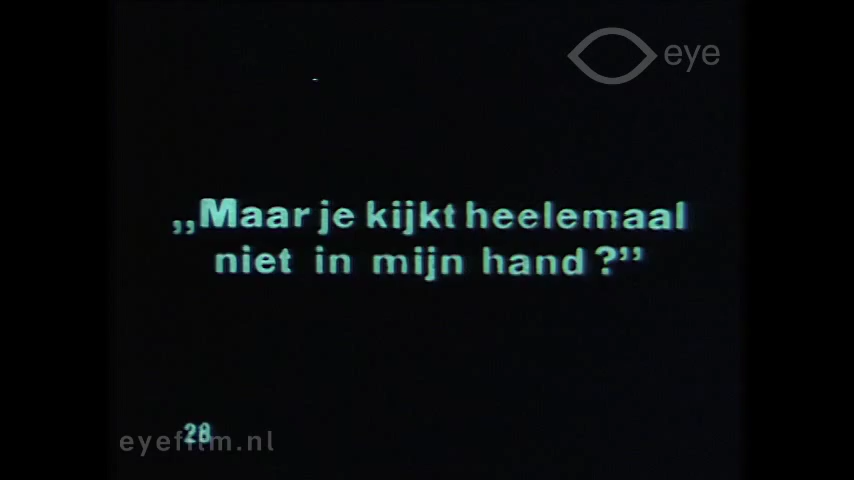 eye
„Maar je kijkt heelemaal
niet in mijn hand?”
28
eyefilm.nl